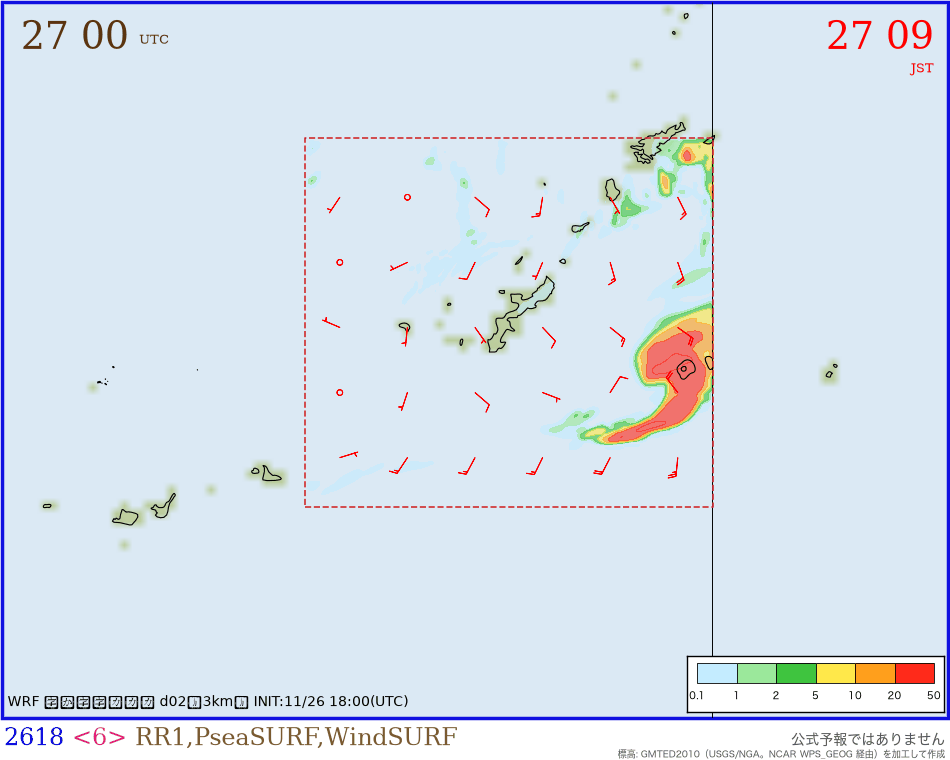 27 00 UTC
27 09
JST
0.1 1 2 5 10 20 50
WRF d02 3km INIT:11/26 18:00(UTC)
2618 <6> RR1,PseaSURF,WindSURF
公式予報ではありません
標高: GMTED2010（USGS/NGA。NCAR WPS_GEOG 経由）を加工して作成